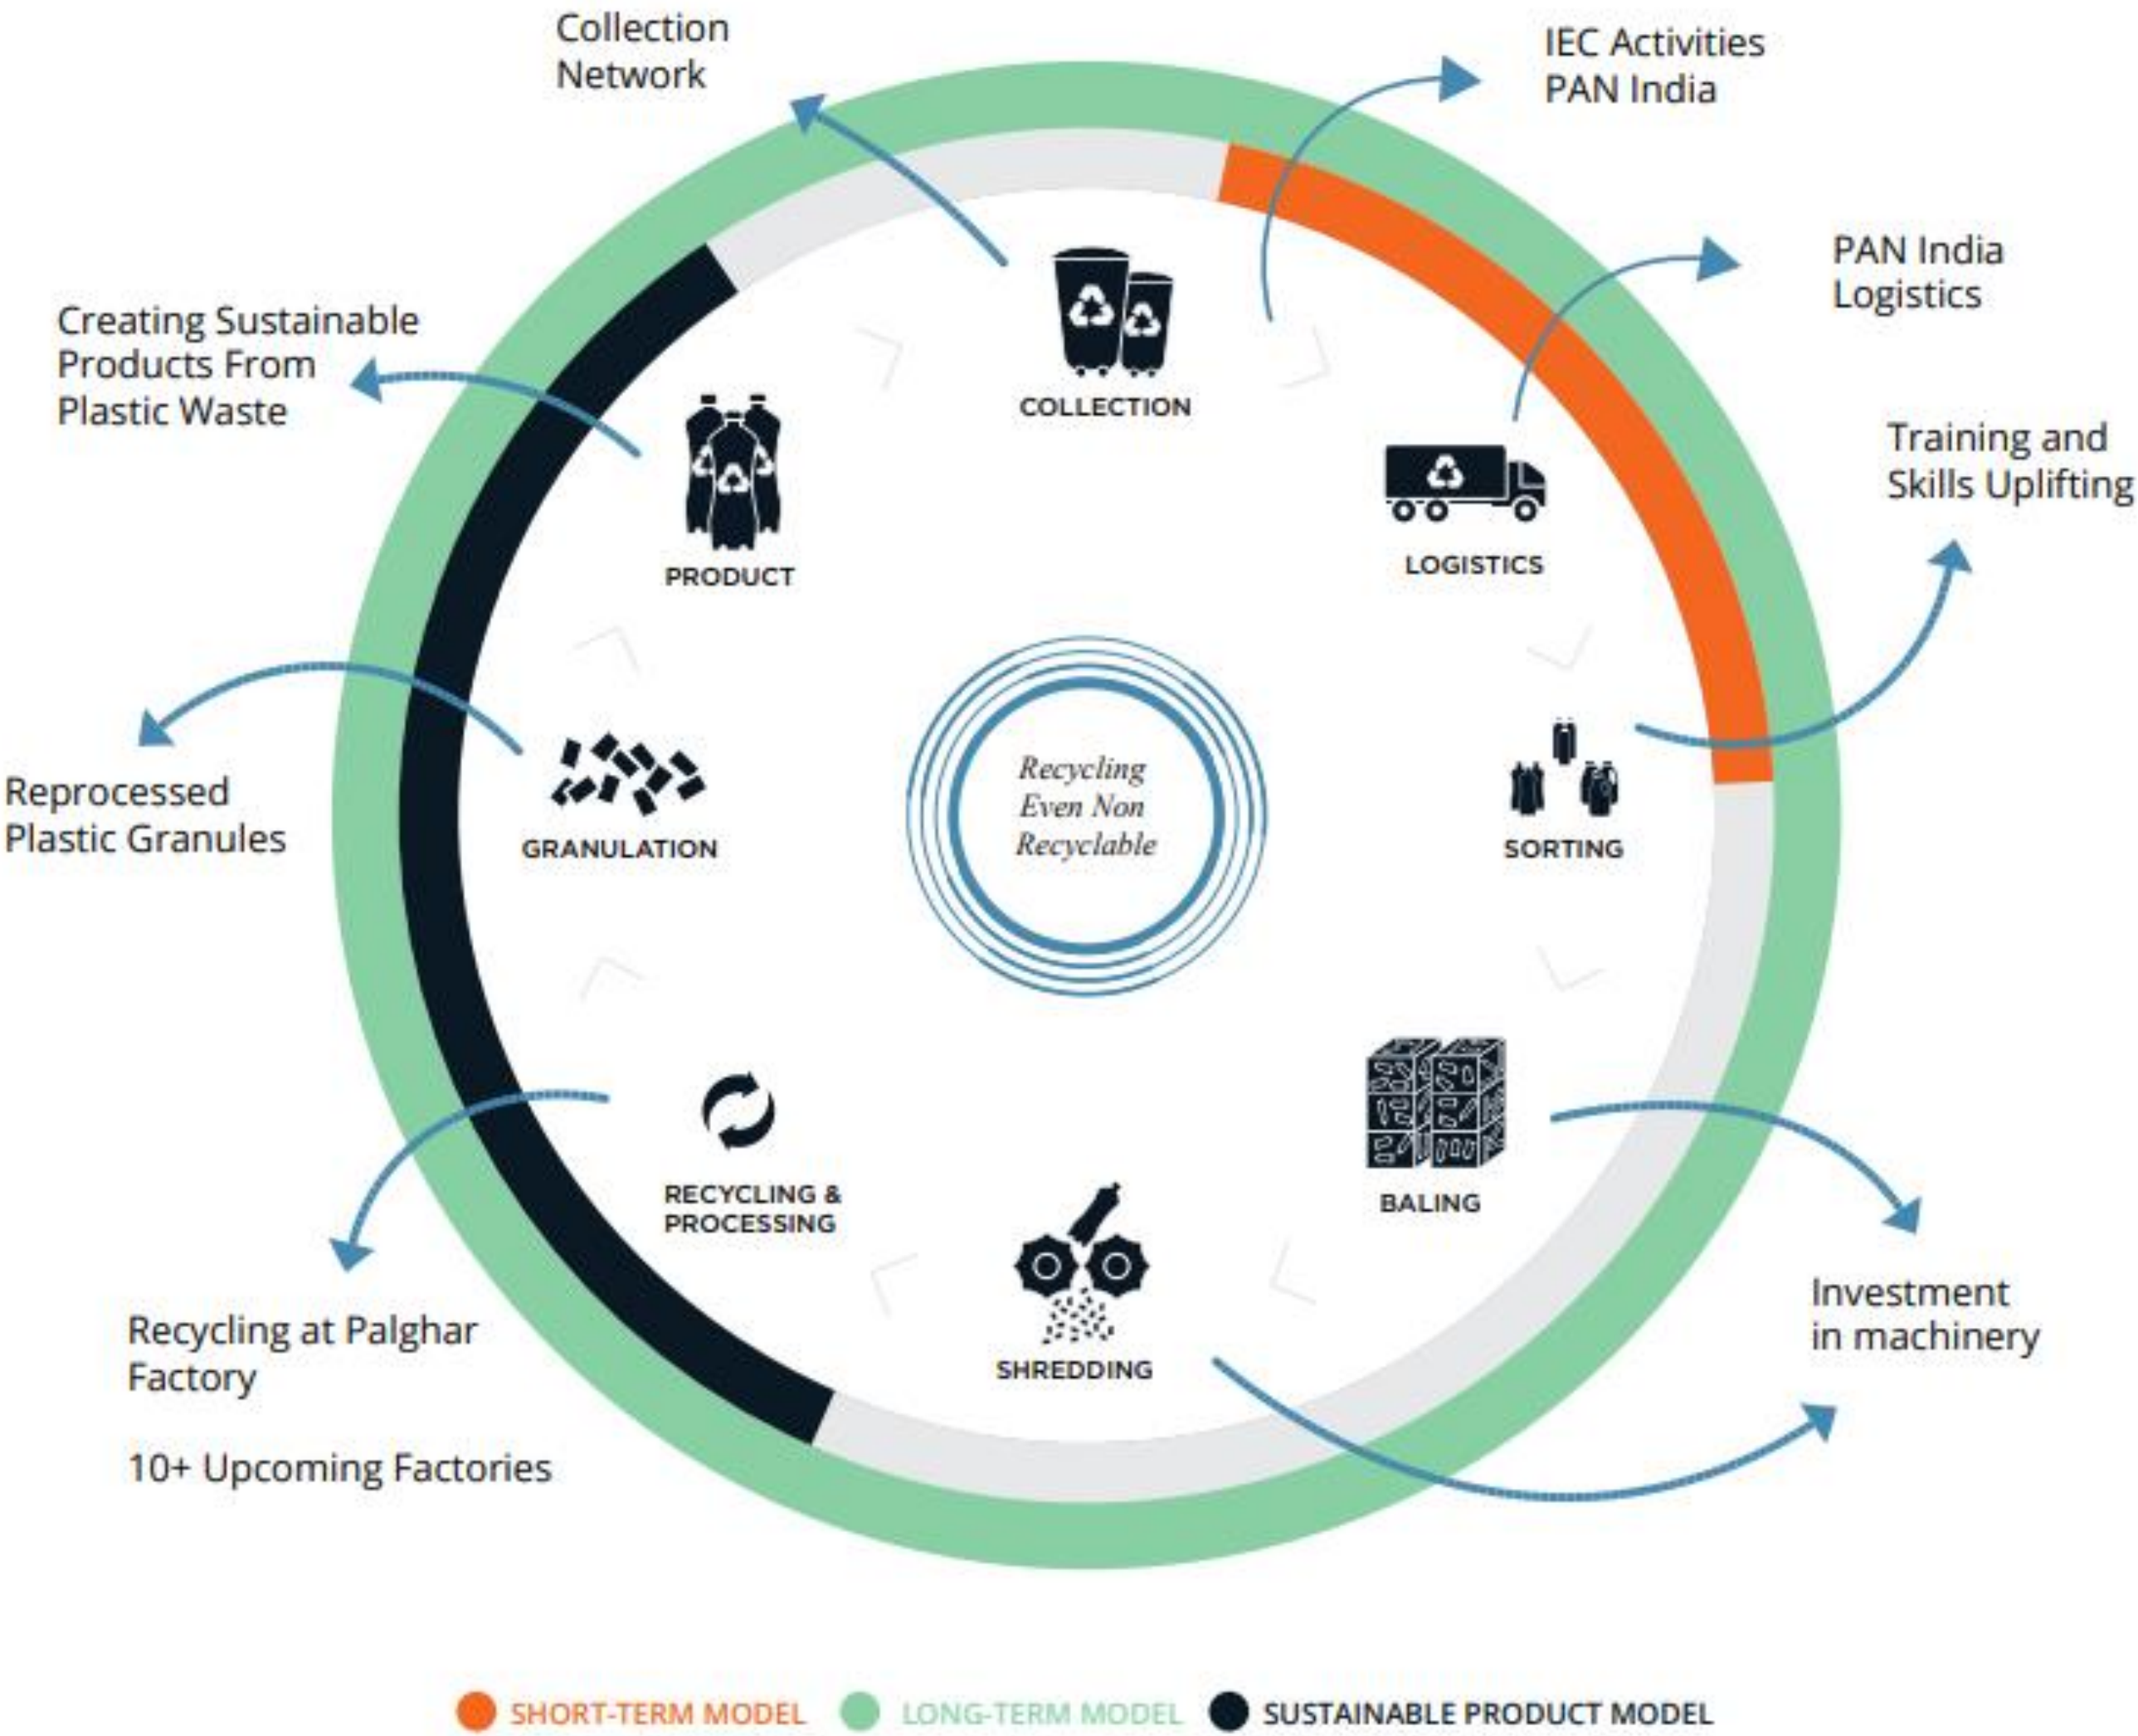 Collection
Network
IEC Activities
PAN India
PAN India
Logistics
Creating Sustainable
Products From
Plastic Waste
Training and
Skills Uplifting
COLLECTION
LOGISTICS
PRODUCT
Recycling
Even Non
Recyclable
Reprocessed
Plastic Granules
GRANULATION
SORTING
RECYCLING &
PROCESSING
BALING
SHREDDING
Investment
in machinery
Recycling at Palghar
Factory
10+ Upcoming Factories
SHORT-TERM MODEL
LONG-TERM MODEL
SUSTAINABLE PRODUCT MODEL